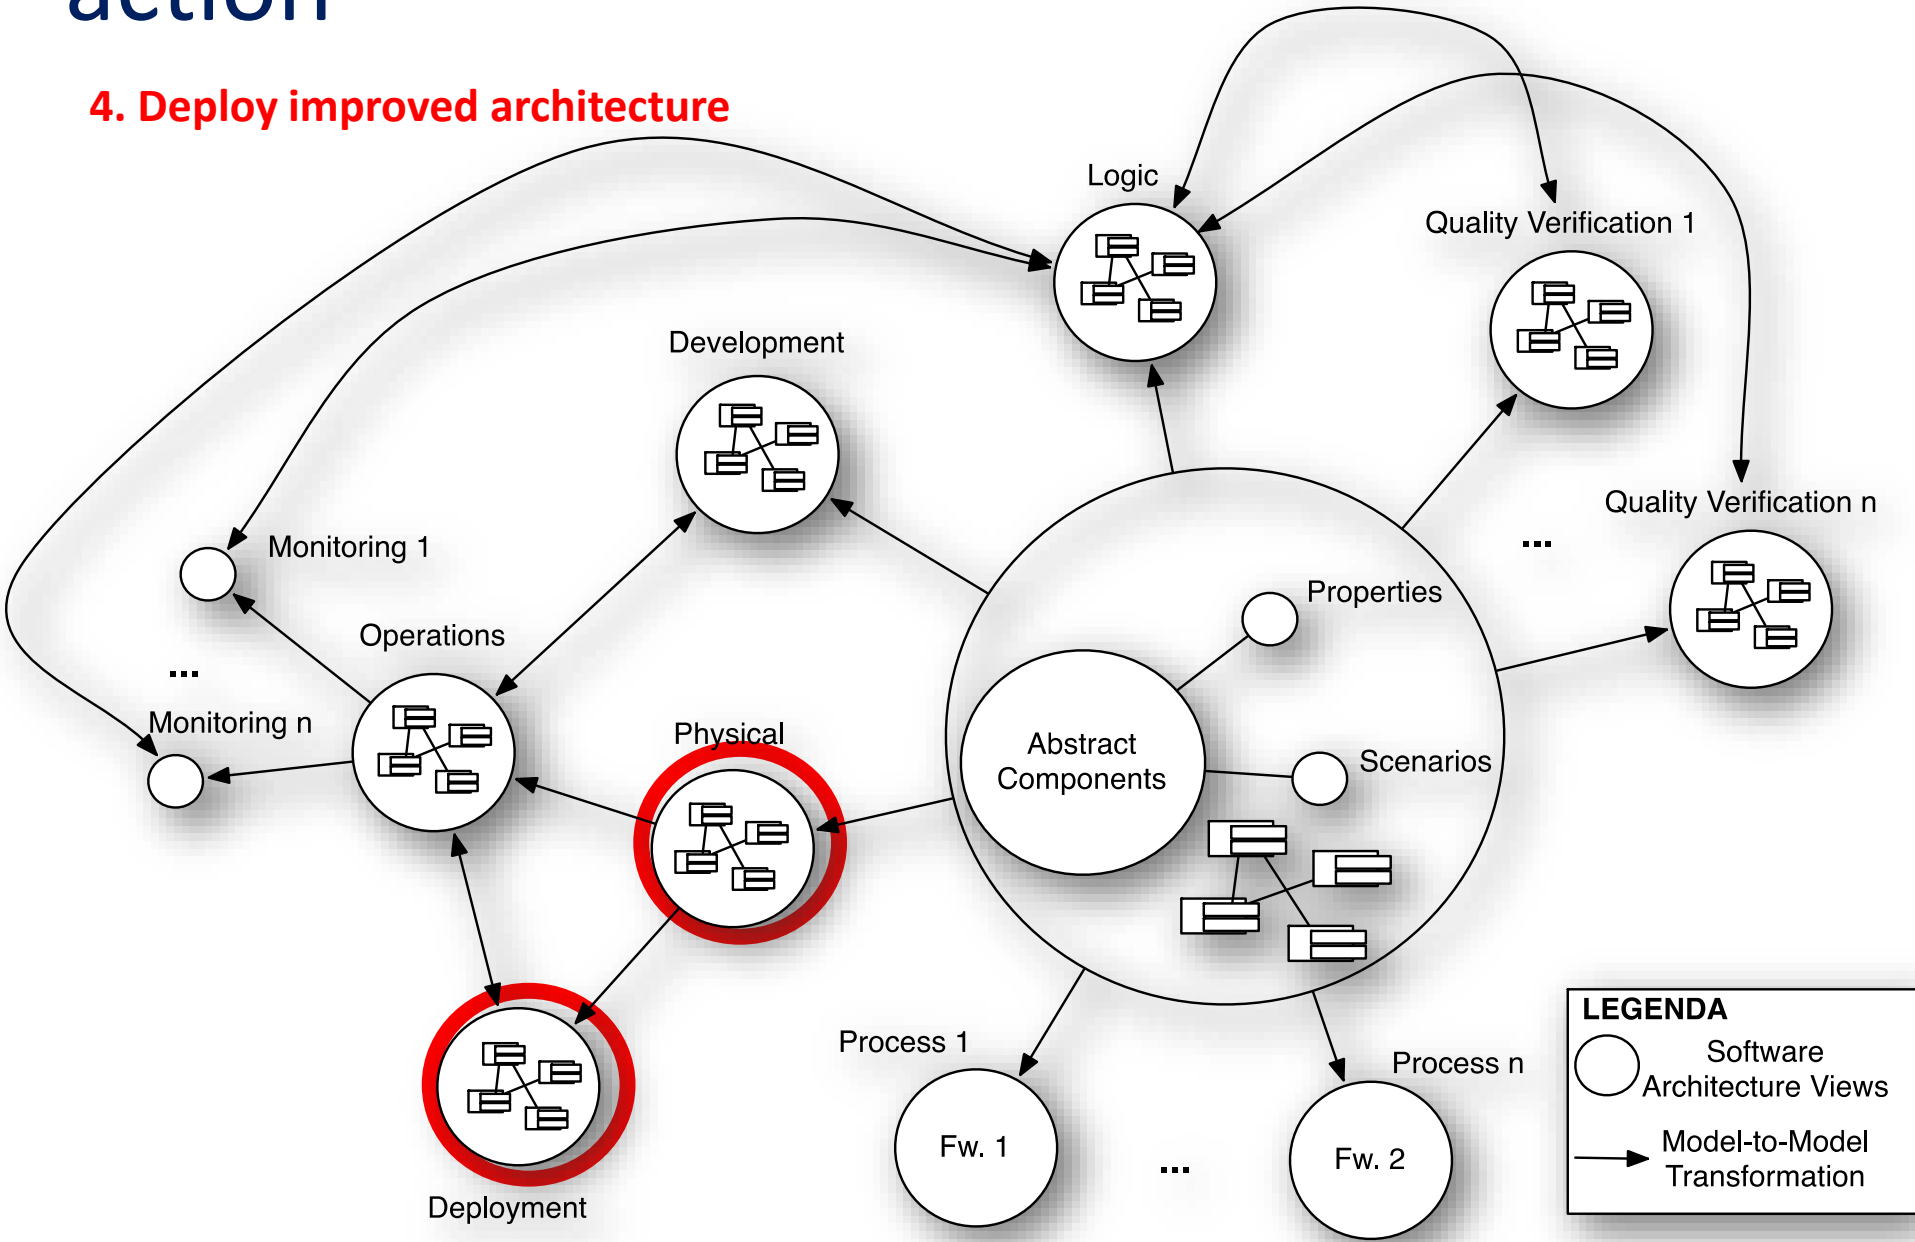 action
4. Deploy improved architecture
Logic
Quality Verification 1
Development
Quality Verification n
...
Monitoring 1
Properties
Operations
...
Monitoring n
Physical
Abstract
Components
Scenarios
Process 1
Process n
Fw. 1
...
Fw. 2
Deployment
LEGENDA
Software
Architecture Views
Model-to-Model
Transformation